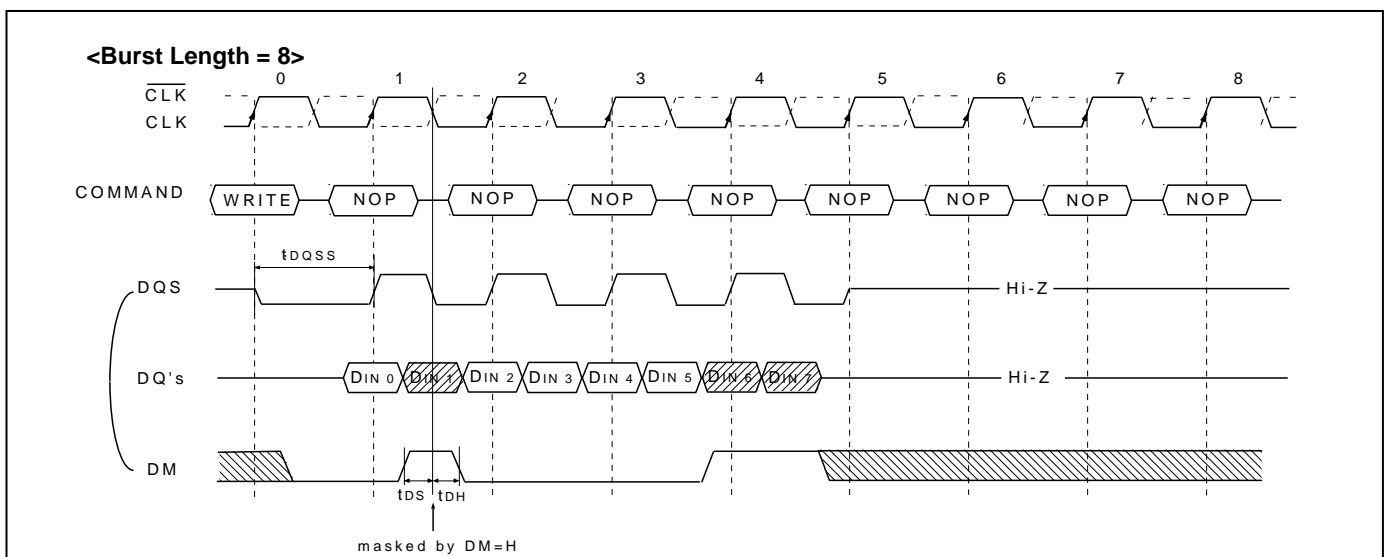 <Burst Length = 8>
0 1 2 3 4 5 6 7 8
CLK
CLK
COMMAND
WRITE NOP NOP NOP NOP NOP NOP NOP NOP
tDQSS
DQS Hi-Z
DQ's DIN 0 DIN 1 DIN 2 DIN 3 DIN 4 DIN 5 DIN 6 DIN 7 Hi-Z
DM
tDS tDH
masked by DM=H